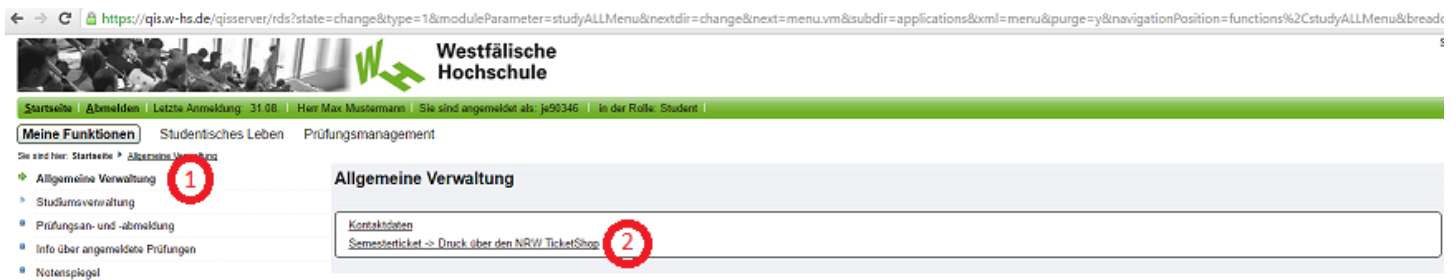 https://qis.w-hs.de/qisserver/rds?state=change&type=1&moduleParameter=studyALLMenu&nextdir=change&next=menu.vm&subdir=applications&xml=menu&purge=y&navigationPosition=functions%2CstudyALLMenu&breadc
WH Westfälische
Hochschule
Startseite | Abmelden | Letzte Anmeldung: 31.08. | Herr Max Mustermann | Sie sind angemeldet als: je90346 | in der Rolle: Student |
Meine Funktionen Studentisches Leben Prüfungsmanagement
Sie sind hier: Startseite Allgemeine Verwaltung
Allgemeine Verwaltung 1
Allgemeine Verwaltung
Studiumsverwaltung
Prüfungsan- und -abmeldung
Kontaktdaten
Info über angemeldete Prüfungen
Semesterticket -> Druck über den NRW TicketShop 2
Notenspiegel